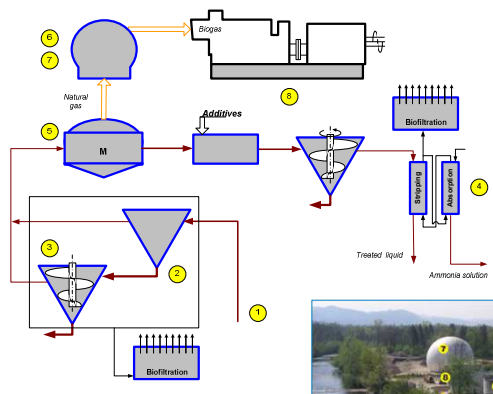 6
7
Biogas
8
Natural
gas
Additives
5
M
Biofiltration
Stripping
Absorption
4
3
2
1
Treated liquid
Ammonia solution
Biofiltration
7
8